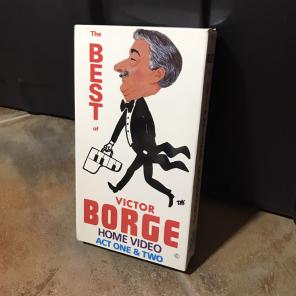 The
BEST
of
VICTOR
BORGE
HOME VIDEO
ACT ONE & TWO